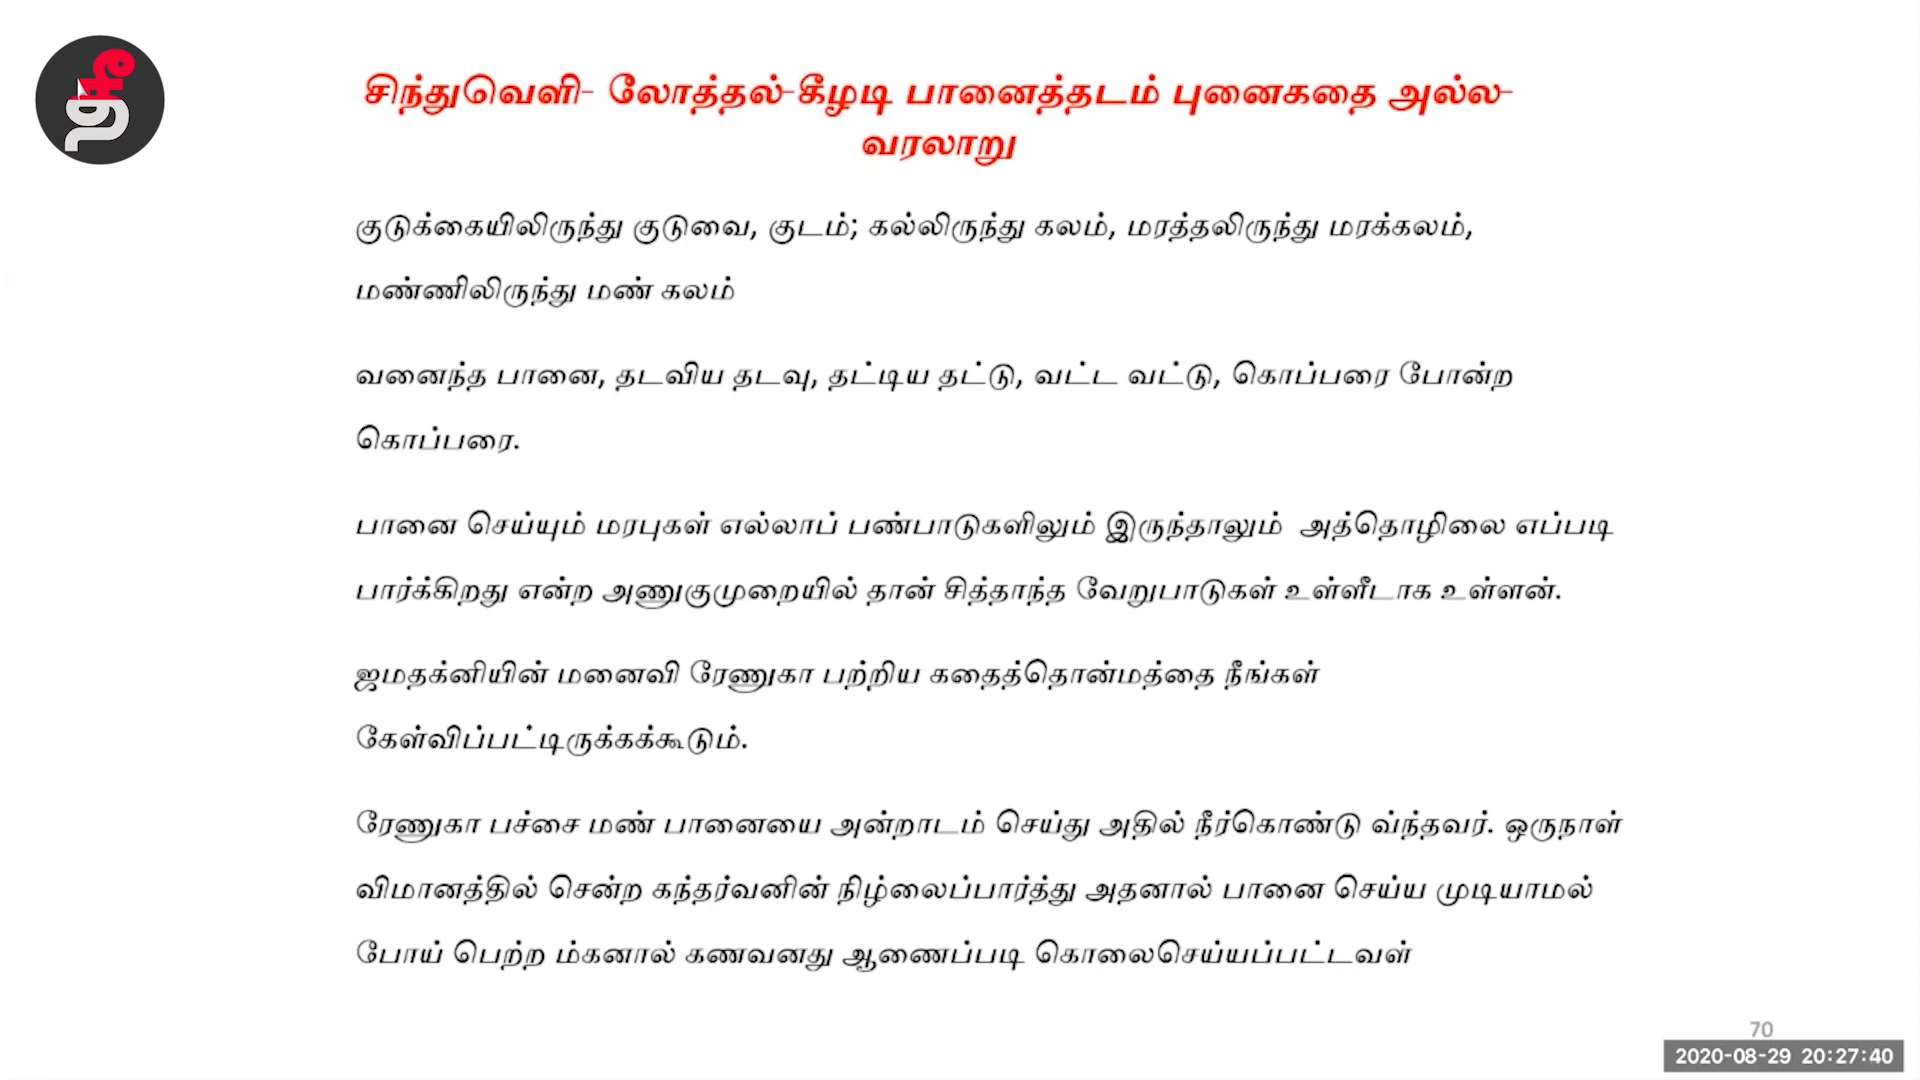 சிந்துவெளி- லோத்தல்-கீழடி பானைத்தடம் புனைகதை அல்ல-
வரலாறு
குடுக்கையிலிருந்து குடுவை, குடம்; கல்லிருந்து கலம், மரத்தலிருந்து மரக்கலம்,
மண்ணிலிருந்து மண் கலம்
வனைந்த பானை, தடவிய தடவு, தட்டிய தட்டு, வட்ட வட்டு, கொப்பரை போன்ற
கொப்பரை.
பானை செய்யும் மரபுகள் எல்லாப் பண்பாடுகளிலும் இருந்தாலும் அத்தொழிலை எப்படி
பார்க்கிறது என்ற அணுகுமுறையில் தான் சித்தாந்த வேறுபாடுகள் உள்ளீடாக உள்ளன்.
ஜமதக்னியின் மனைவி ரேணுகா பற்றிய கதைத்தொன்மத்தை நீங்கள்
கேள்விப்பட்டிருக்கக்கூடும்.
ரேணுகா பச்சை மண் பானையை அன்றாடம் செய்து அதில் நீர்கொண்டு வ்ந்தவர். ஒருநாள்
விமானத்தில் சென்ற கந்தர்வனின் நிழ்லைப்பார்த்து அதனால் பானை செய்ய முடியாமல்
போய் பெற்ற ம்கனால் கணவனது ஆணைப்படி கொலைசெய்யப்பட்டவள்
70
2020-08-29 20:27:40